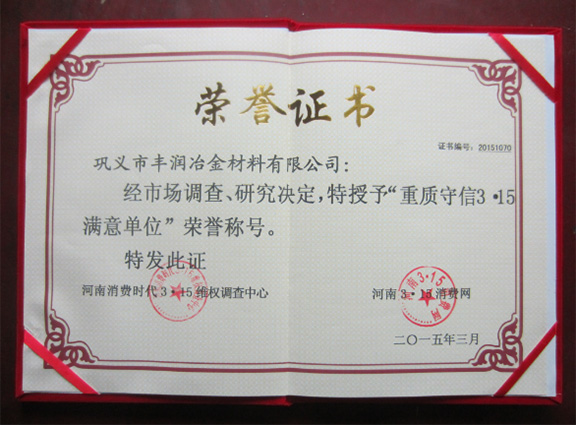 荣誉证书
证书编号：20151070
巩义市丰润冶金材料有限公司：
经市场调查、研究决定，特授予“重质守信3·15
满意单位”荣誉称号。
特发此证
河南消费时代3·15维权调查中心 河南3·15消费网
二〇一五年三月